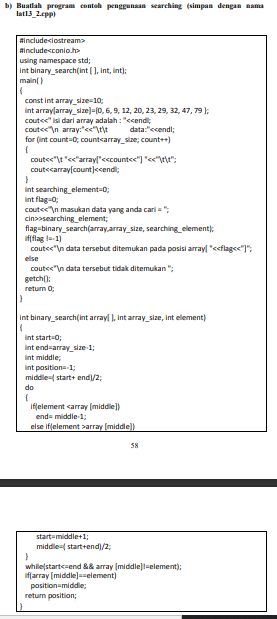 b) Buatlah program contoh penggunaan searching (simpan dengan nama
lat13_2.cpp)
#include<iostream>
#include<conio.h>
using namespace std;
int binary_search(int [ ], int, int);
main( )
{
const int array_size=10;
int array[array_size]={0, 6, 9, 12, 20, 23, 29, 32, 47, 79 };
cout<<" isi dari array adalah : "<<endl;
cout<<"\n array:"<<"\t\t data:"<<endl;
for (int count=0; count<array_size; count++)
{
cout<<"\t "<<"array["<<count<<"] "<<"\t\t";
cout<<array[count]<<endl;
}
int searching_element=0;
int flag=0;
cout<<"\n masukan data yang anda cari = ";
cin>>searching_element;
flag=binary_search(array,array_size, searching_element);
if(flag !=-1)
cout<<"\n data tersebut ditemukan pada posisi array[ "<<flag<<"]";
else
cout<<"\n data tersebut tidak ditemukan ";
getch();
return 0;
}
int binary_search(int array[ ], int array_size, int element)
{
int start=0;
int end=array_size-1;
int middle;
int position=-1;
middle=( start+ end)/2;
do
{
if(element <array [middle])
end= middle-1;
else if(element >array [middle])
58
start=middle+1;
middle=( start+end)/2;
}
while(start<=end && array [middle]!=element);
if(array [middle]==element)
position=middle;
return position;
}